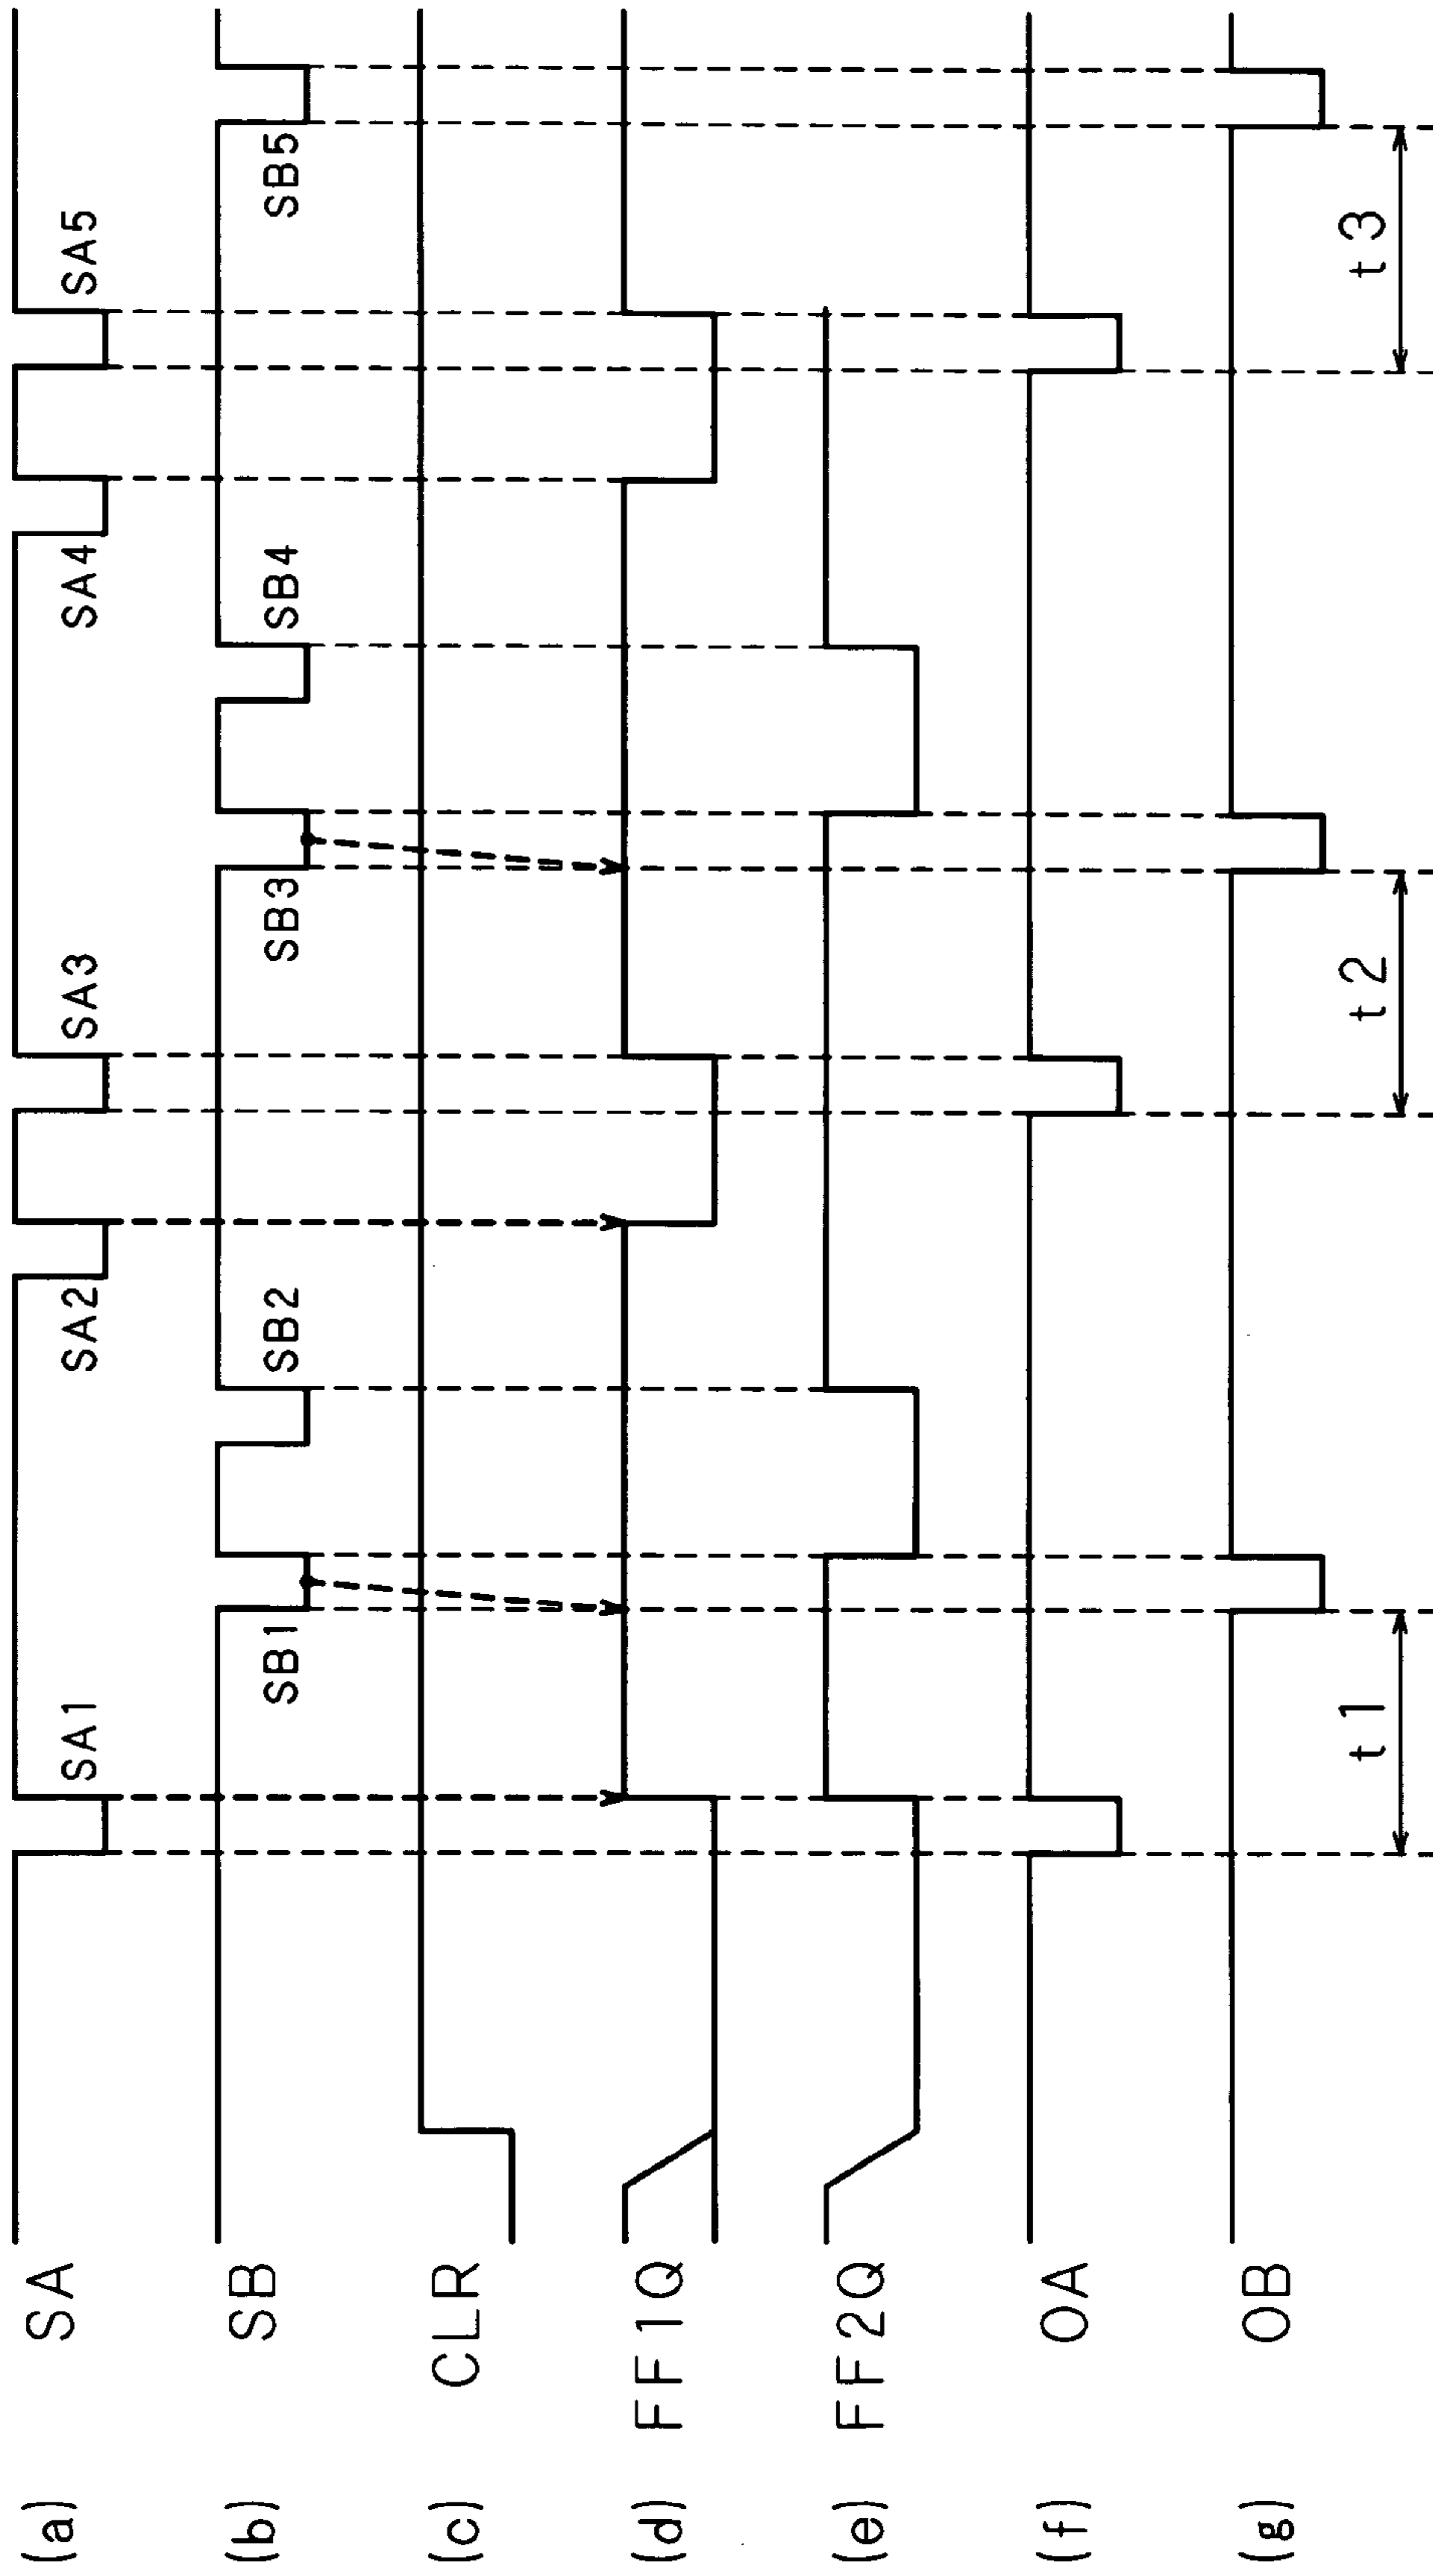 (a) SA
SA1 SA2 SA3 SA4 SA5
(b) SB
SB1 SB2 SB3 SB4 SB5
(c) CLR
(d) FF1Q
(e) FF2Q
(f) OA
(g) OB
t1 t2 t3